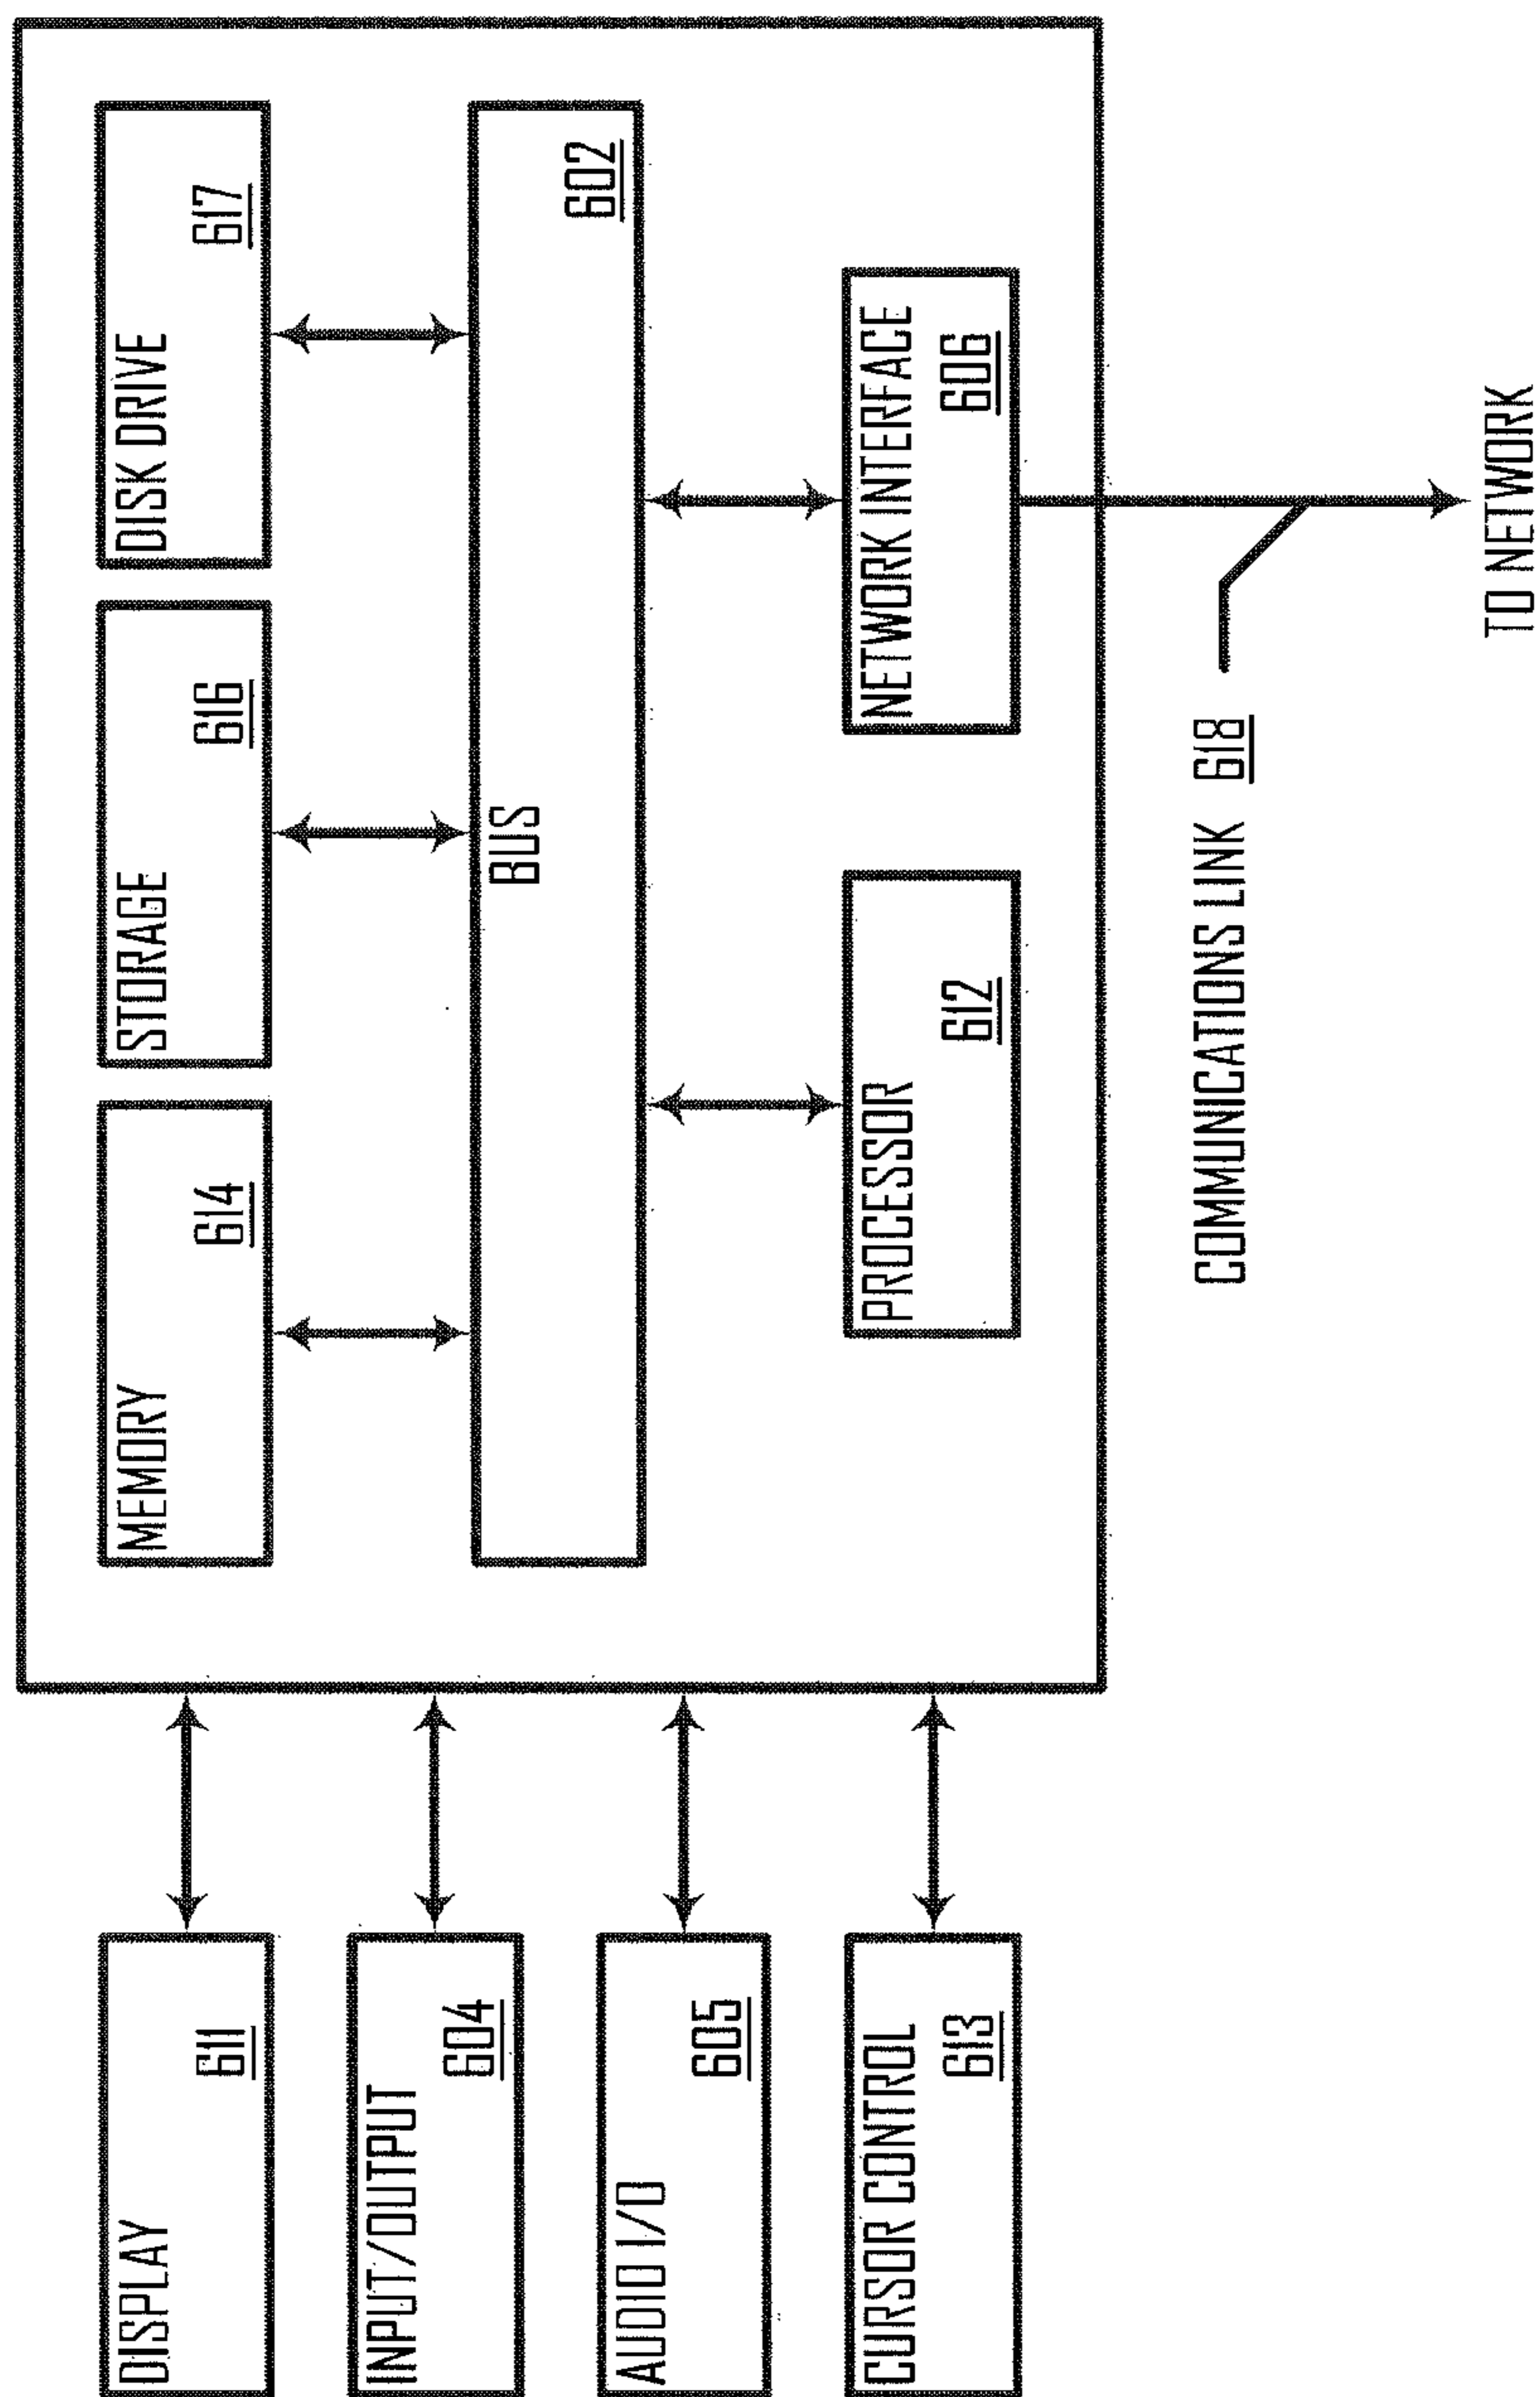 DISPLAY
611
INPUT/OUTPUT
604
AUDIO I/O
605
CURSOR CONTROL
613
MEMORY
614
STORAGE
616
DISK DRIVE
617
BUS
602
PROCESSOR
612
NETWORK INTERFACE
606
COMMUNICATIONS LINK 618
TO NETWORK